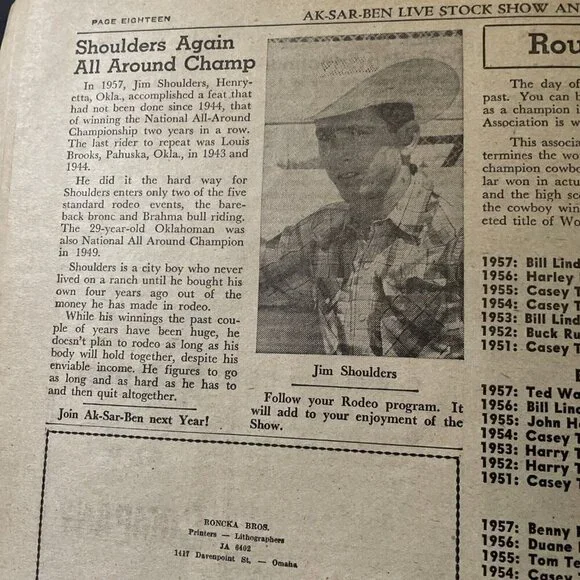 PAGE EIGHTEEN
AK-SAR-BEN LIVE STOCK SHOW AN
Shoulders Again
All Around Champ
In 1957, Jim Shoulders, Henry-
etta, Okla., accomplished a feat that
had not been done since 1944, that
of winning the National All-Around
Championship two years in a row.
The last rider to repeat was Louis
Brooks, Pahuska, Okla., in 1943 and
1944.
He did it the hard way for
Shoulders enters only two of the five
standard rodeo events, the bare-
back bronc and Brahma bull riding.
The 29-year-old Oklahoman was
also National All Around Champion
in 1949.
Shoulders is a city boy who never
lived on a ranch until he bought his
own four years ago out of the
money he has made in rodeo.
While his winnings the past cou-
ple of years have been huge, he
doesn't plan to rodeo as long as his
body will hold together, despite his
enviable income. He figures to go
as long and as hard as he has to
and then quit altogether.
Join Ak-Sar-Ben next Year!
Jim Shoulders
Follow your Rodeo program. It
will add to your enjoyment of the
Show.
RONCKA BROS.
Printers — Lithographers
JA 6402
1417 Davenpoint St. — Omaha
Rou
The day of
past. You can b
as a champion i
Association is w
This associa
termines the wo
champion cowbo
lar won in actu
and the high sc
the cowboy win
eted title of Wo
1957: Bill Lind
1956: Harley
1955: Casey T
1954: Casey T
1953: Bill Lind
1952: Buck Ru
1951: Casey T
1957: Ted Wa
1956: Bill Lind
1955: John Ha
1954: Casey T
1953: Harry T
1952: Harry T
1951: Casey T
1957: Benny
1956: Duane
1955: Tom Te
1954: Casey